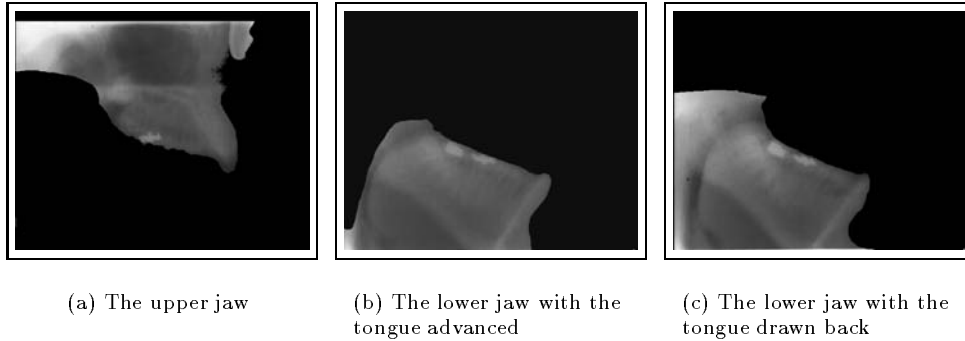 (a) The upper jaw
(b) The lower jaw with the
tongue advanced
(c) The lower jaw with the
tongue drawn back